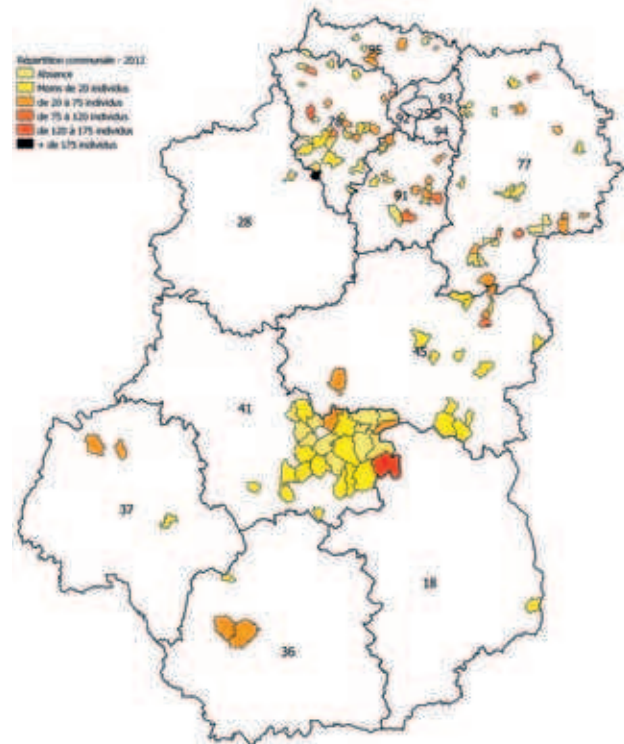 Répartition communale - 2012
Absence
Moins de 20 individus
de 20 à 75 individus
de 75 à 120 individus
de 120 à 175 individus
+ de 175 individus
95
78
93
92
94
77
91
28
45
41
37
18
36